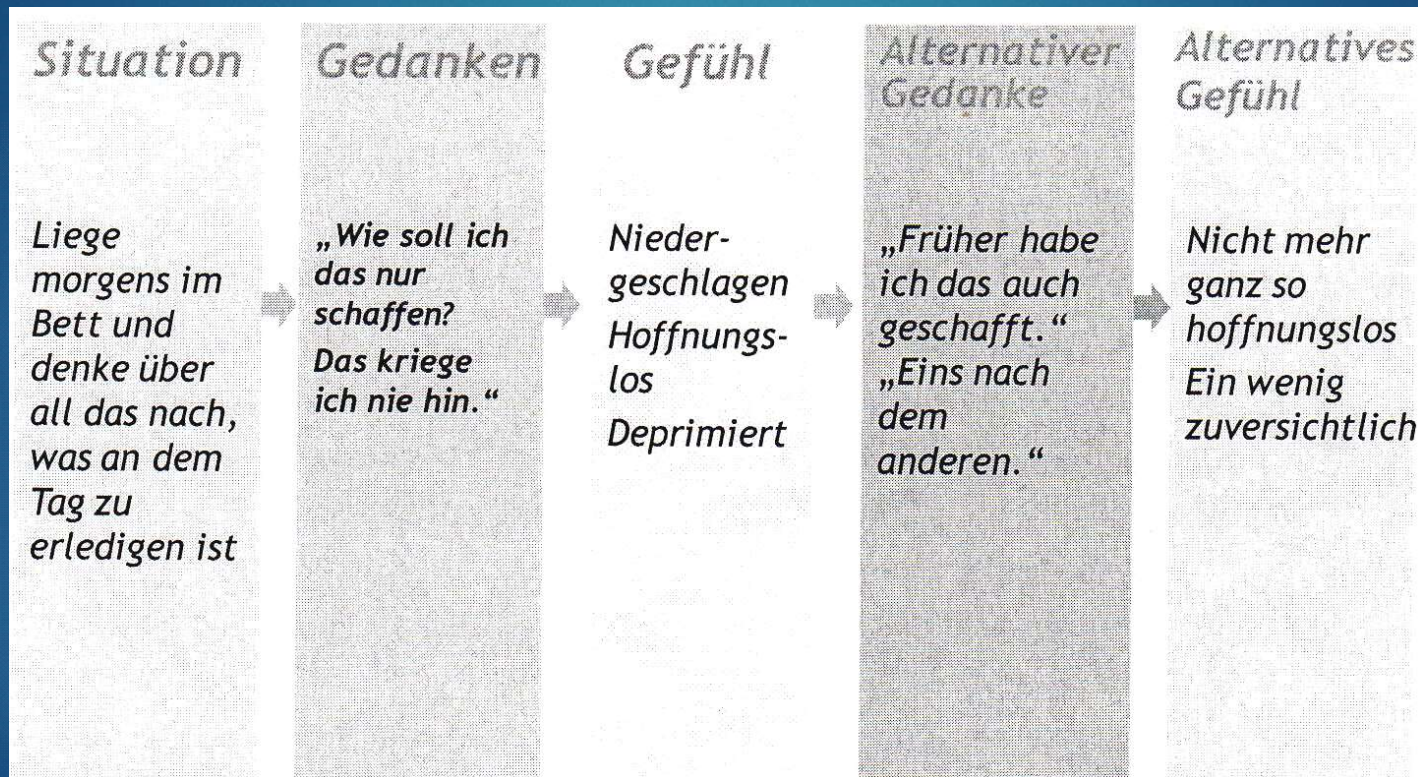 Situation
Liege
morgens im
Bett und
denke über
all das nach,
was an dem
Tag zu
erledigen ist
Gedanken
„Wie soll ich
das nur
schaffen?
Das kriege
ich nie hin.“
Gefühl
Nieder-
geschlagen
Hoffnungs-
los
Deprimiert
Alternativer
Gedanke
„Früher habe
ich das auch
geschafft.“
„Eins nach
dem
anderen.“
Alternatives
Gefühl
Nicht mehr
ganz so
hoffnungslos
Ein wenig
zuversichtlich